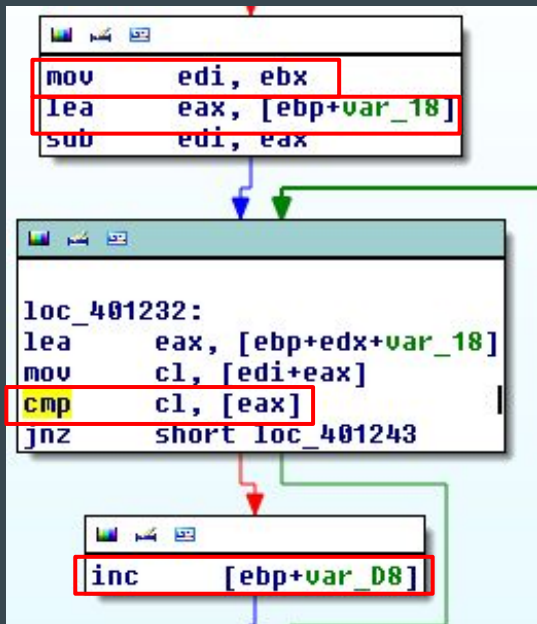 mov edi, ebx
lea eax, [ebp+var_18]
sub edi, eax
loc_401232:
lea eax, [ebp+edx+var_18]
mov cl, [edi+eax]
cmp cl, [eax]
jnz short loc_401243
inc [ebp+var_D8]